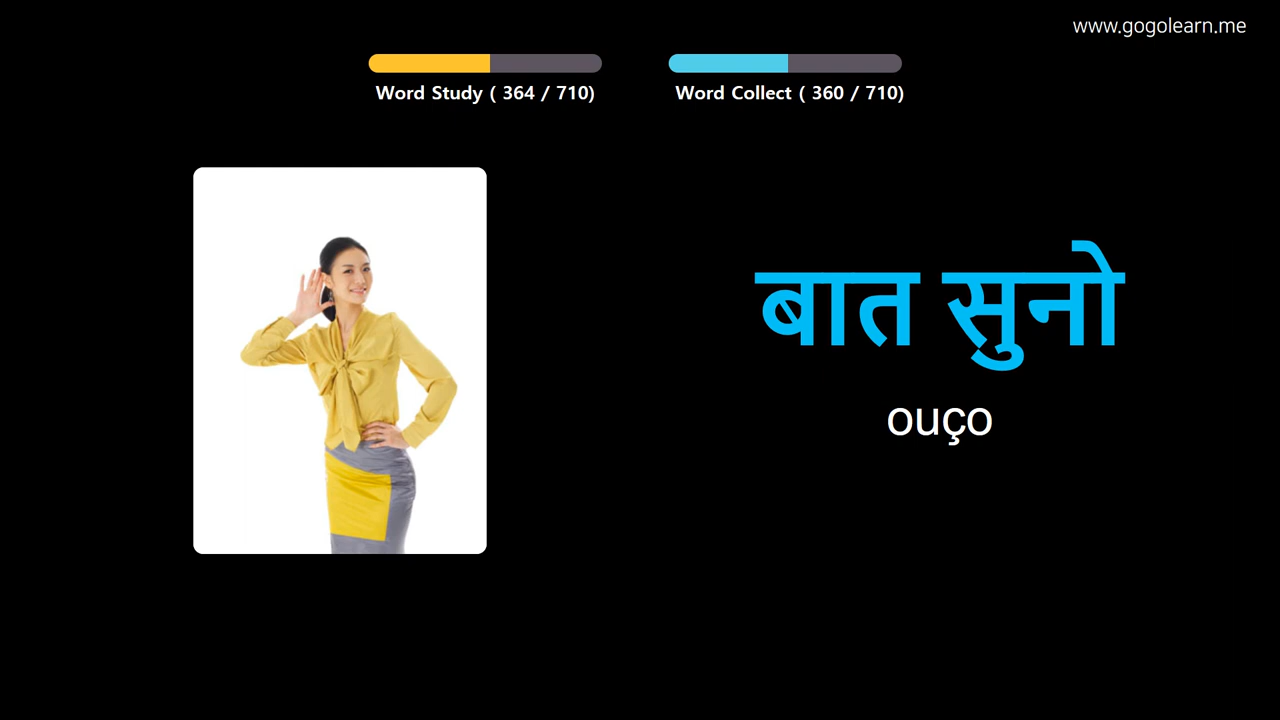 www.gogolearn.me
Word Study ( 364 / 710)
Word Collect ( 360 / 710)
बात सुनो
ouço